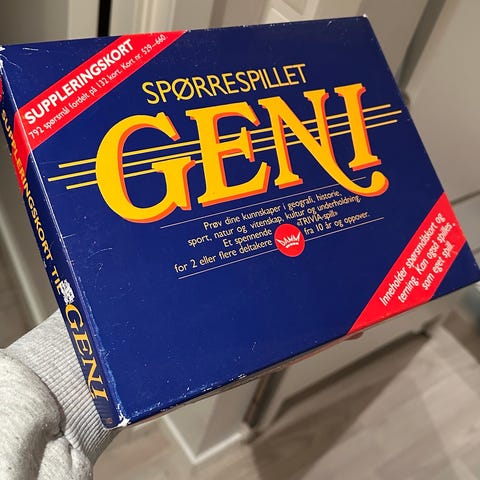 SUPPLERINGSKORT
792 spørsmål fordelt på 132 kort. Kort nr. 529–660
SPØRRESPILLET
GENI
Prøv dine kunnskaper i geografi, historie,
sport, natur og vitenskap, kultur og underholdning.
Et spennende «TRIVIA-spill»
for 2 eller flere deltakere fra 10 år og oppover.
DAMM
Inneholder spørsmålskort og
terning. Kan også spilles
som eget spill.
SUPPLERINGSKORT TIL
GENI